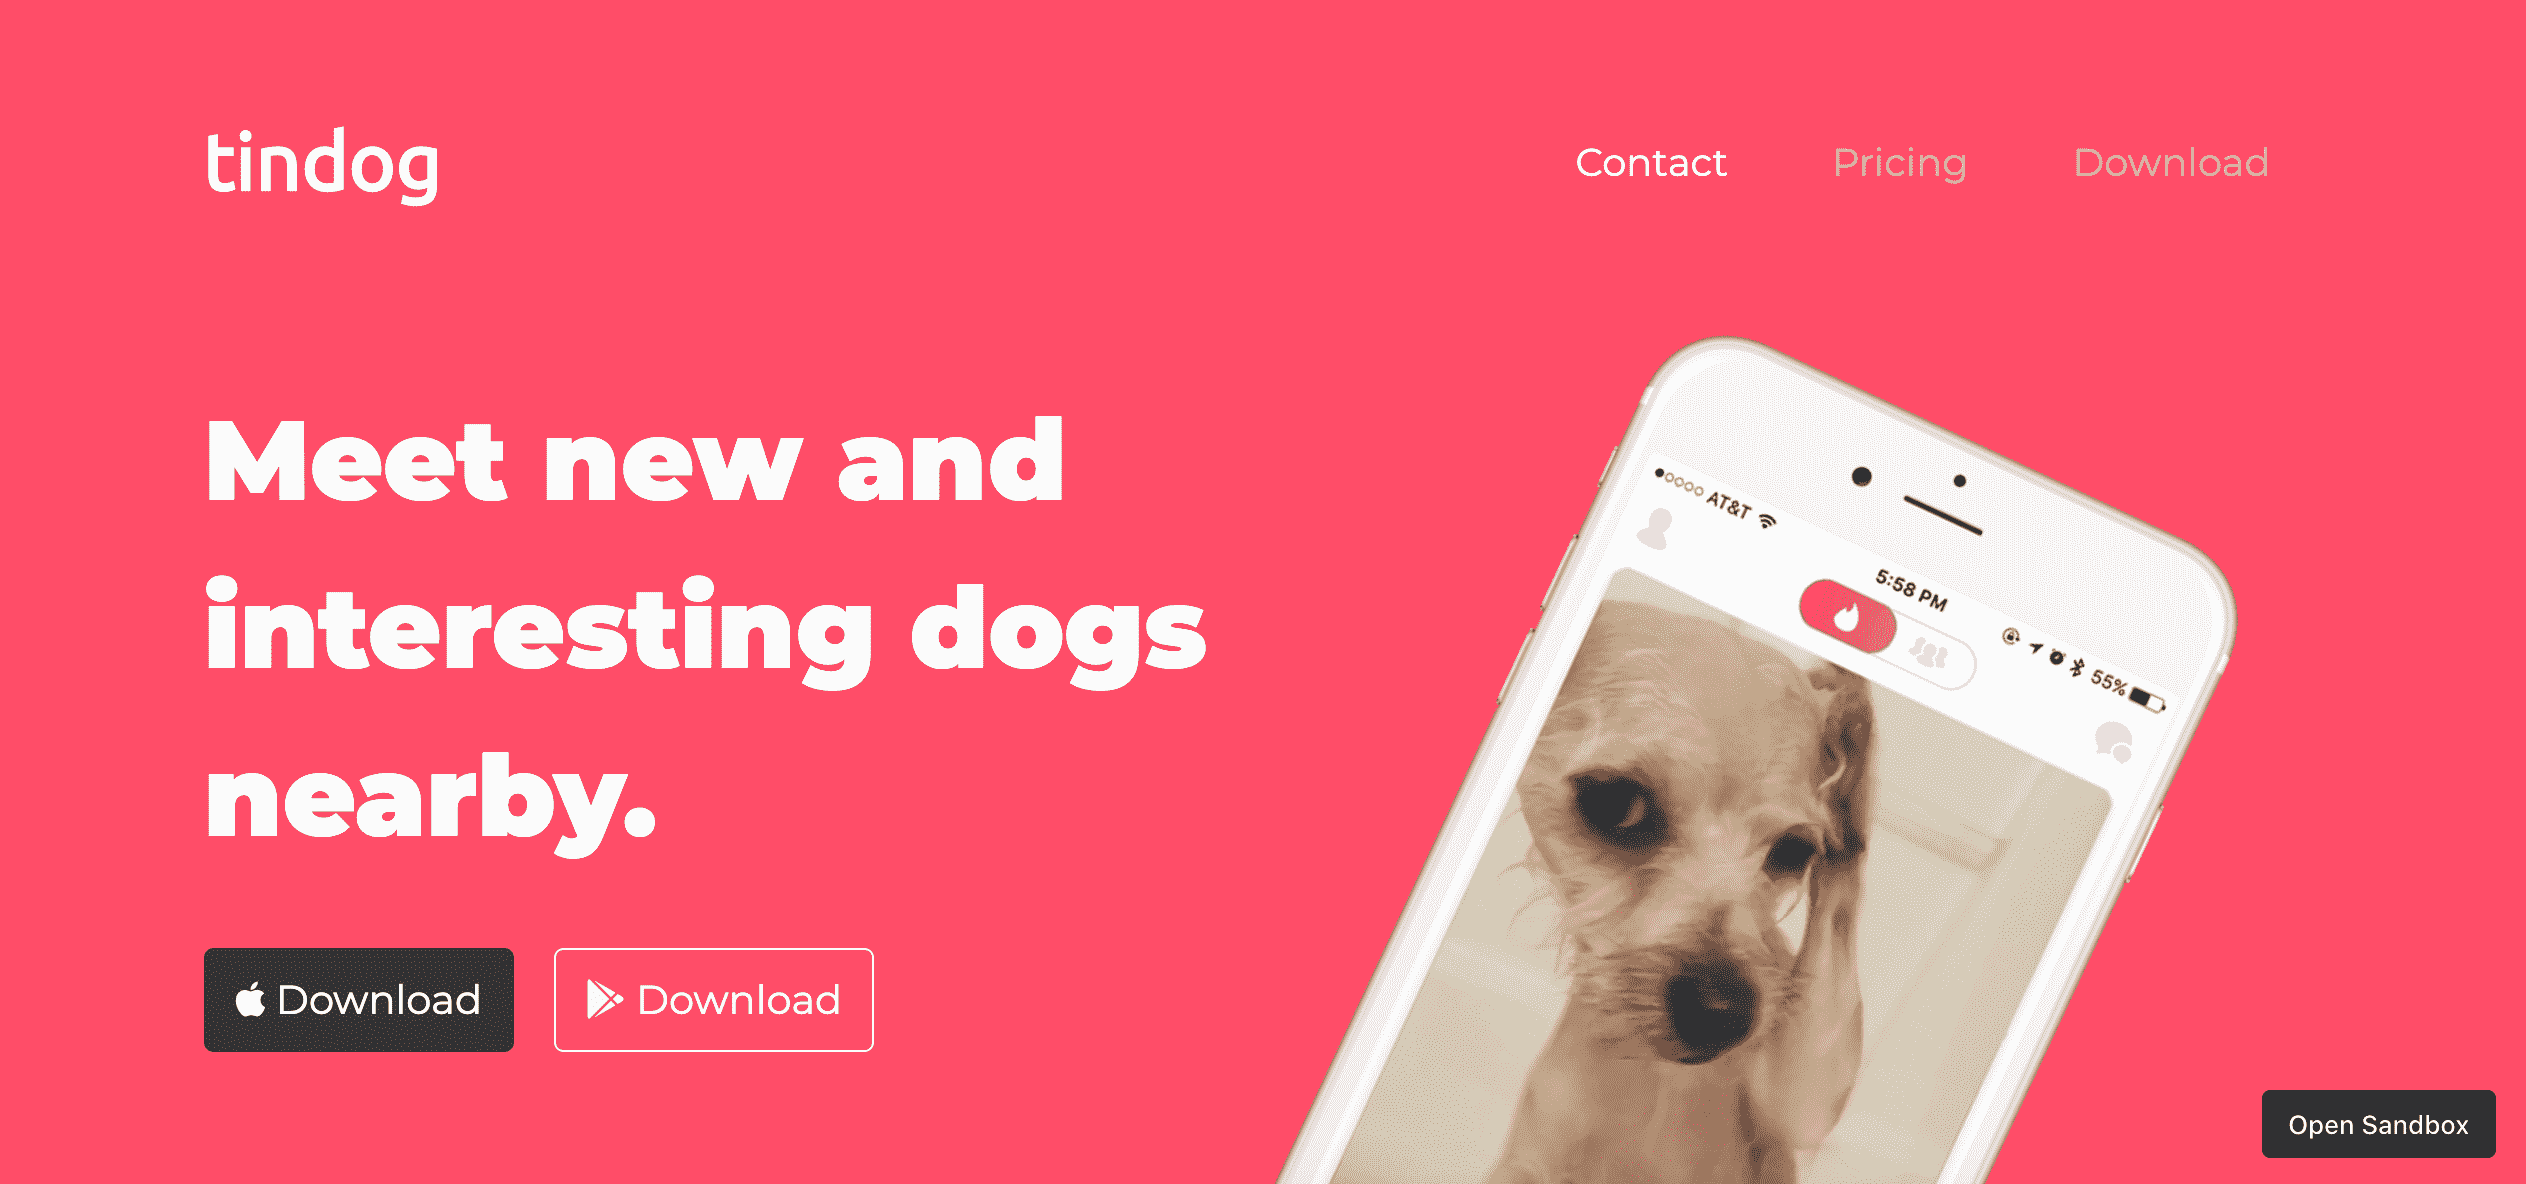 tindog
Contact Pricing Download
Meet new and
interesting dogs
nearby.
Download Download
AT&T
5:58 PM
55%
Open Sandbox